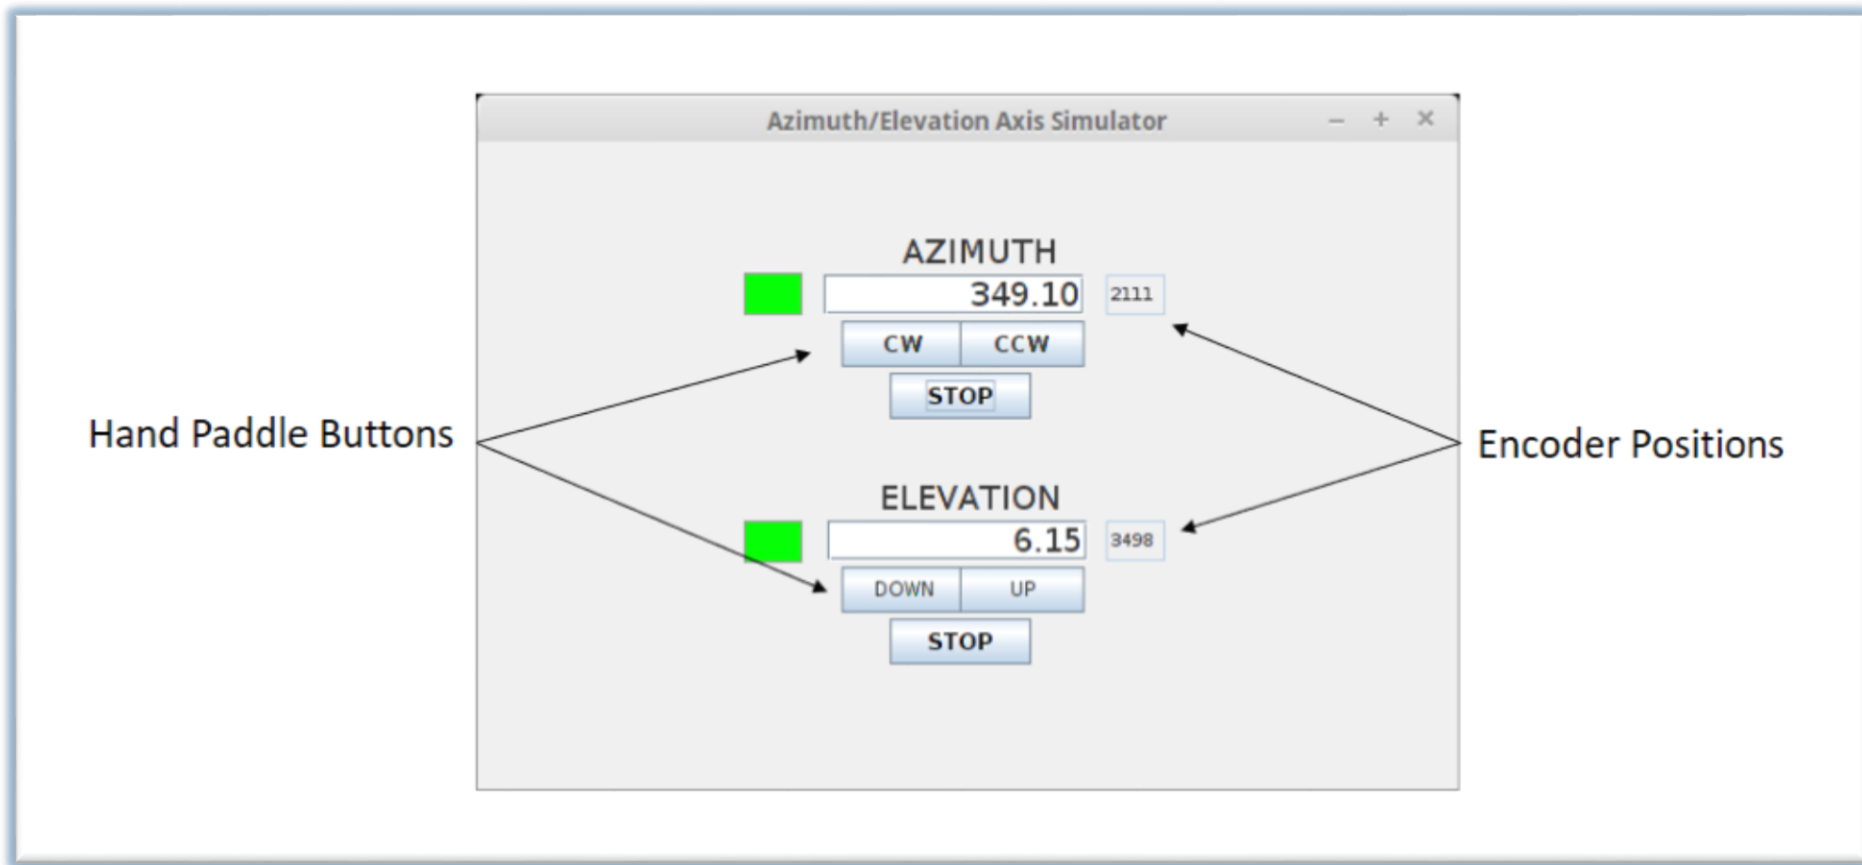 Azimuth/Elevation Axis Simulator
AZIMUTH
349.10
2111
CW
CCW
STOP
Hand Paddle Buttons
Encoder Positions
ELEVATION
6.15
3498
DOWN
UP
STOP